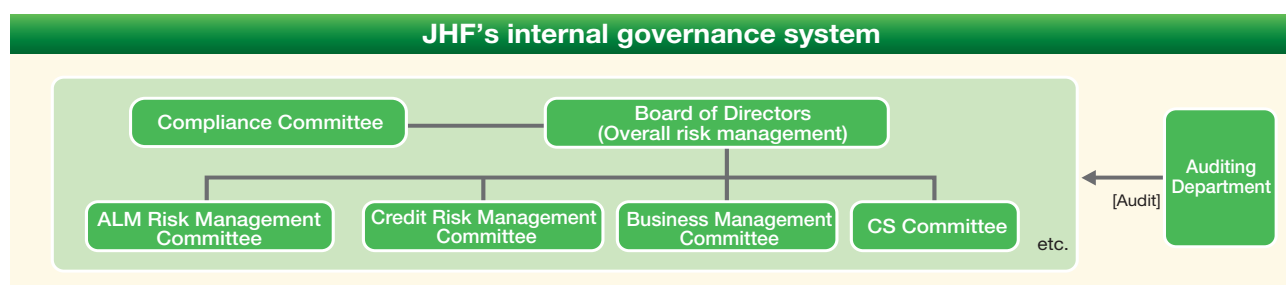 JHF's internal governance system
Compliance Committee
Board of Directors
(Overall risk management)
ALM Risk Management
Committee
Credit Risk Management
Committee
Business Management
Committee
CS Committee
etc.
[Audit]
Auditing
Department